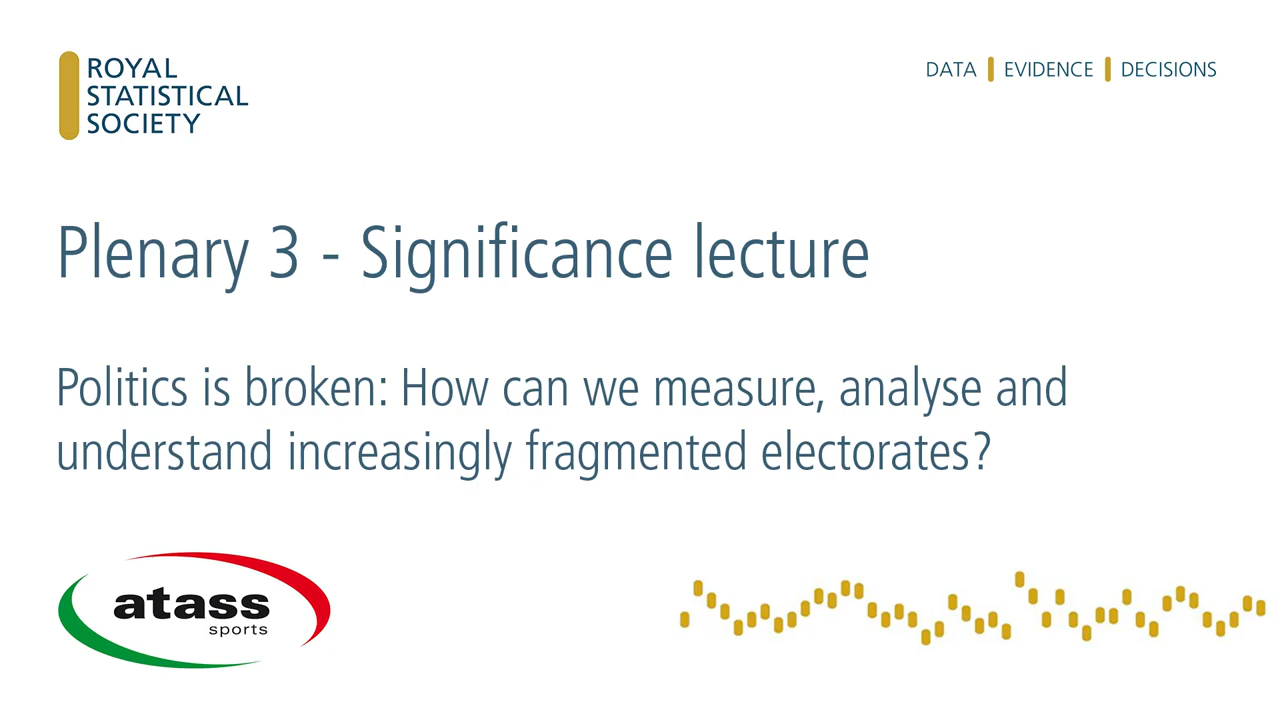 ROYAL
STATISTICAL
SOCIETY
DATA EVIDENCE DECISIONS
Plenary 3 - Significance lecture
Politics is broken: How can we measure, analyse and
understand increasingly fragmented electorates?
atass
sports